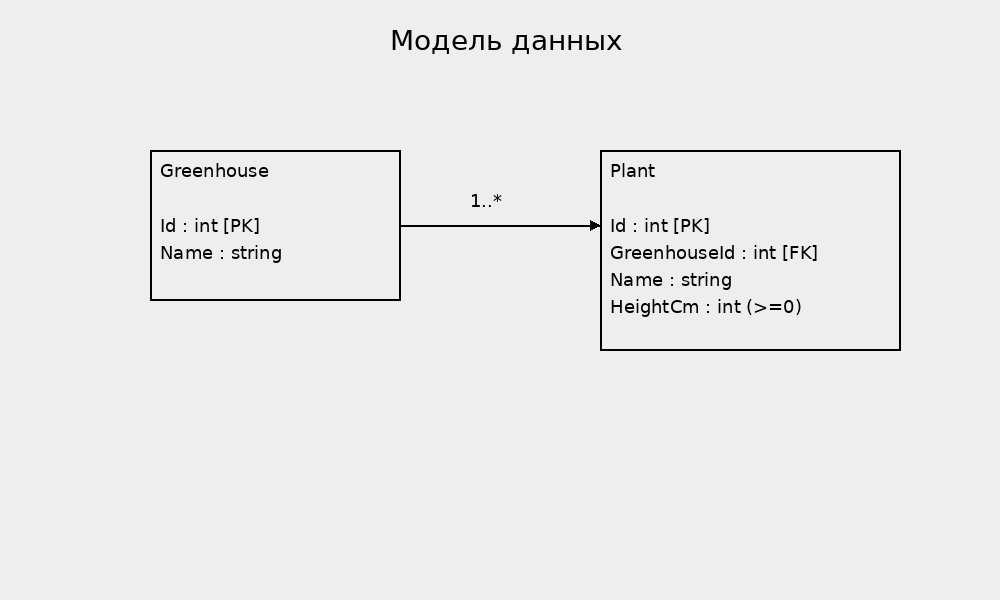 Модель данных
Greenhouse
Id : int [PK]
Name : string
1..*
Plant
Id : int [PK]
GreenhouseId : int [FK]
Name : string
HeightCm : int (>=0)